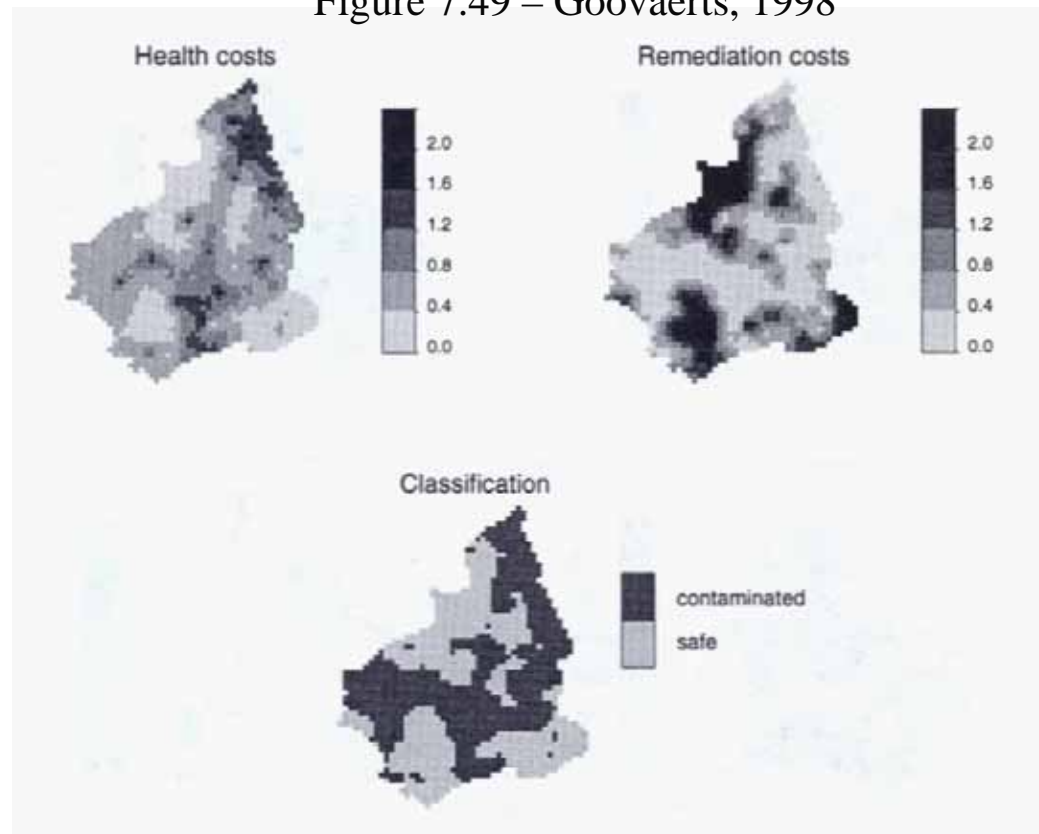 Figure 7.49 – Goovaerts, 1998
Health costs
2.0
1.6
1.2
0.8
0.4
0.0
Remediation costs
2.0
1.6
1.2
0.8
0.4
0.0
Classification
contaminated
safe